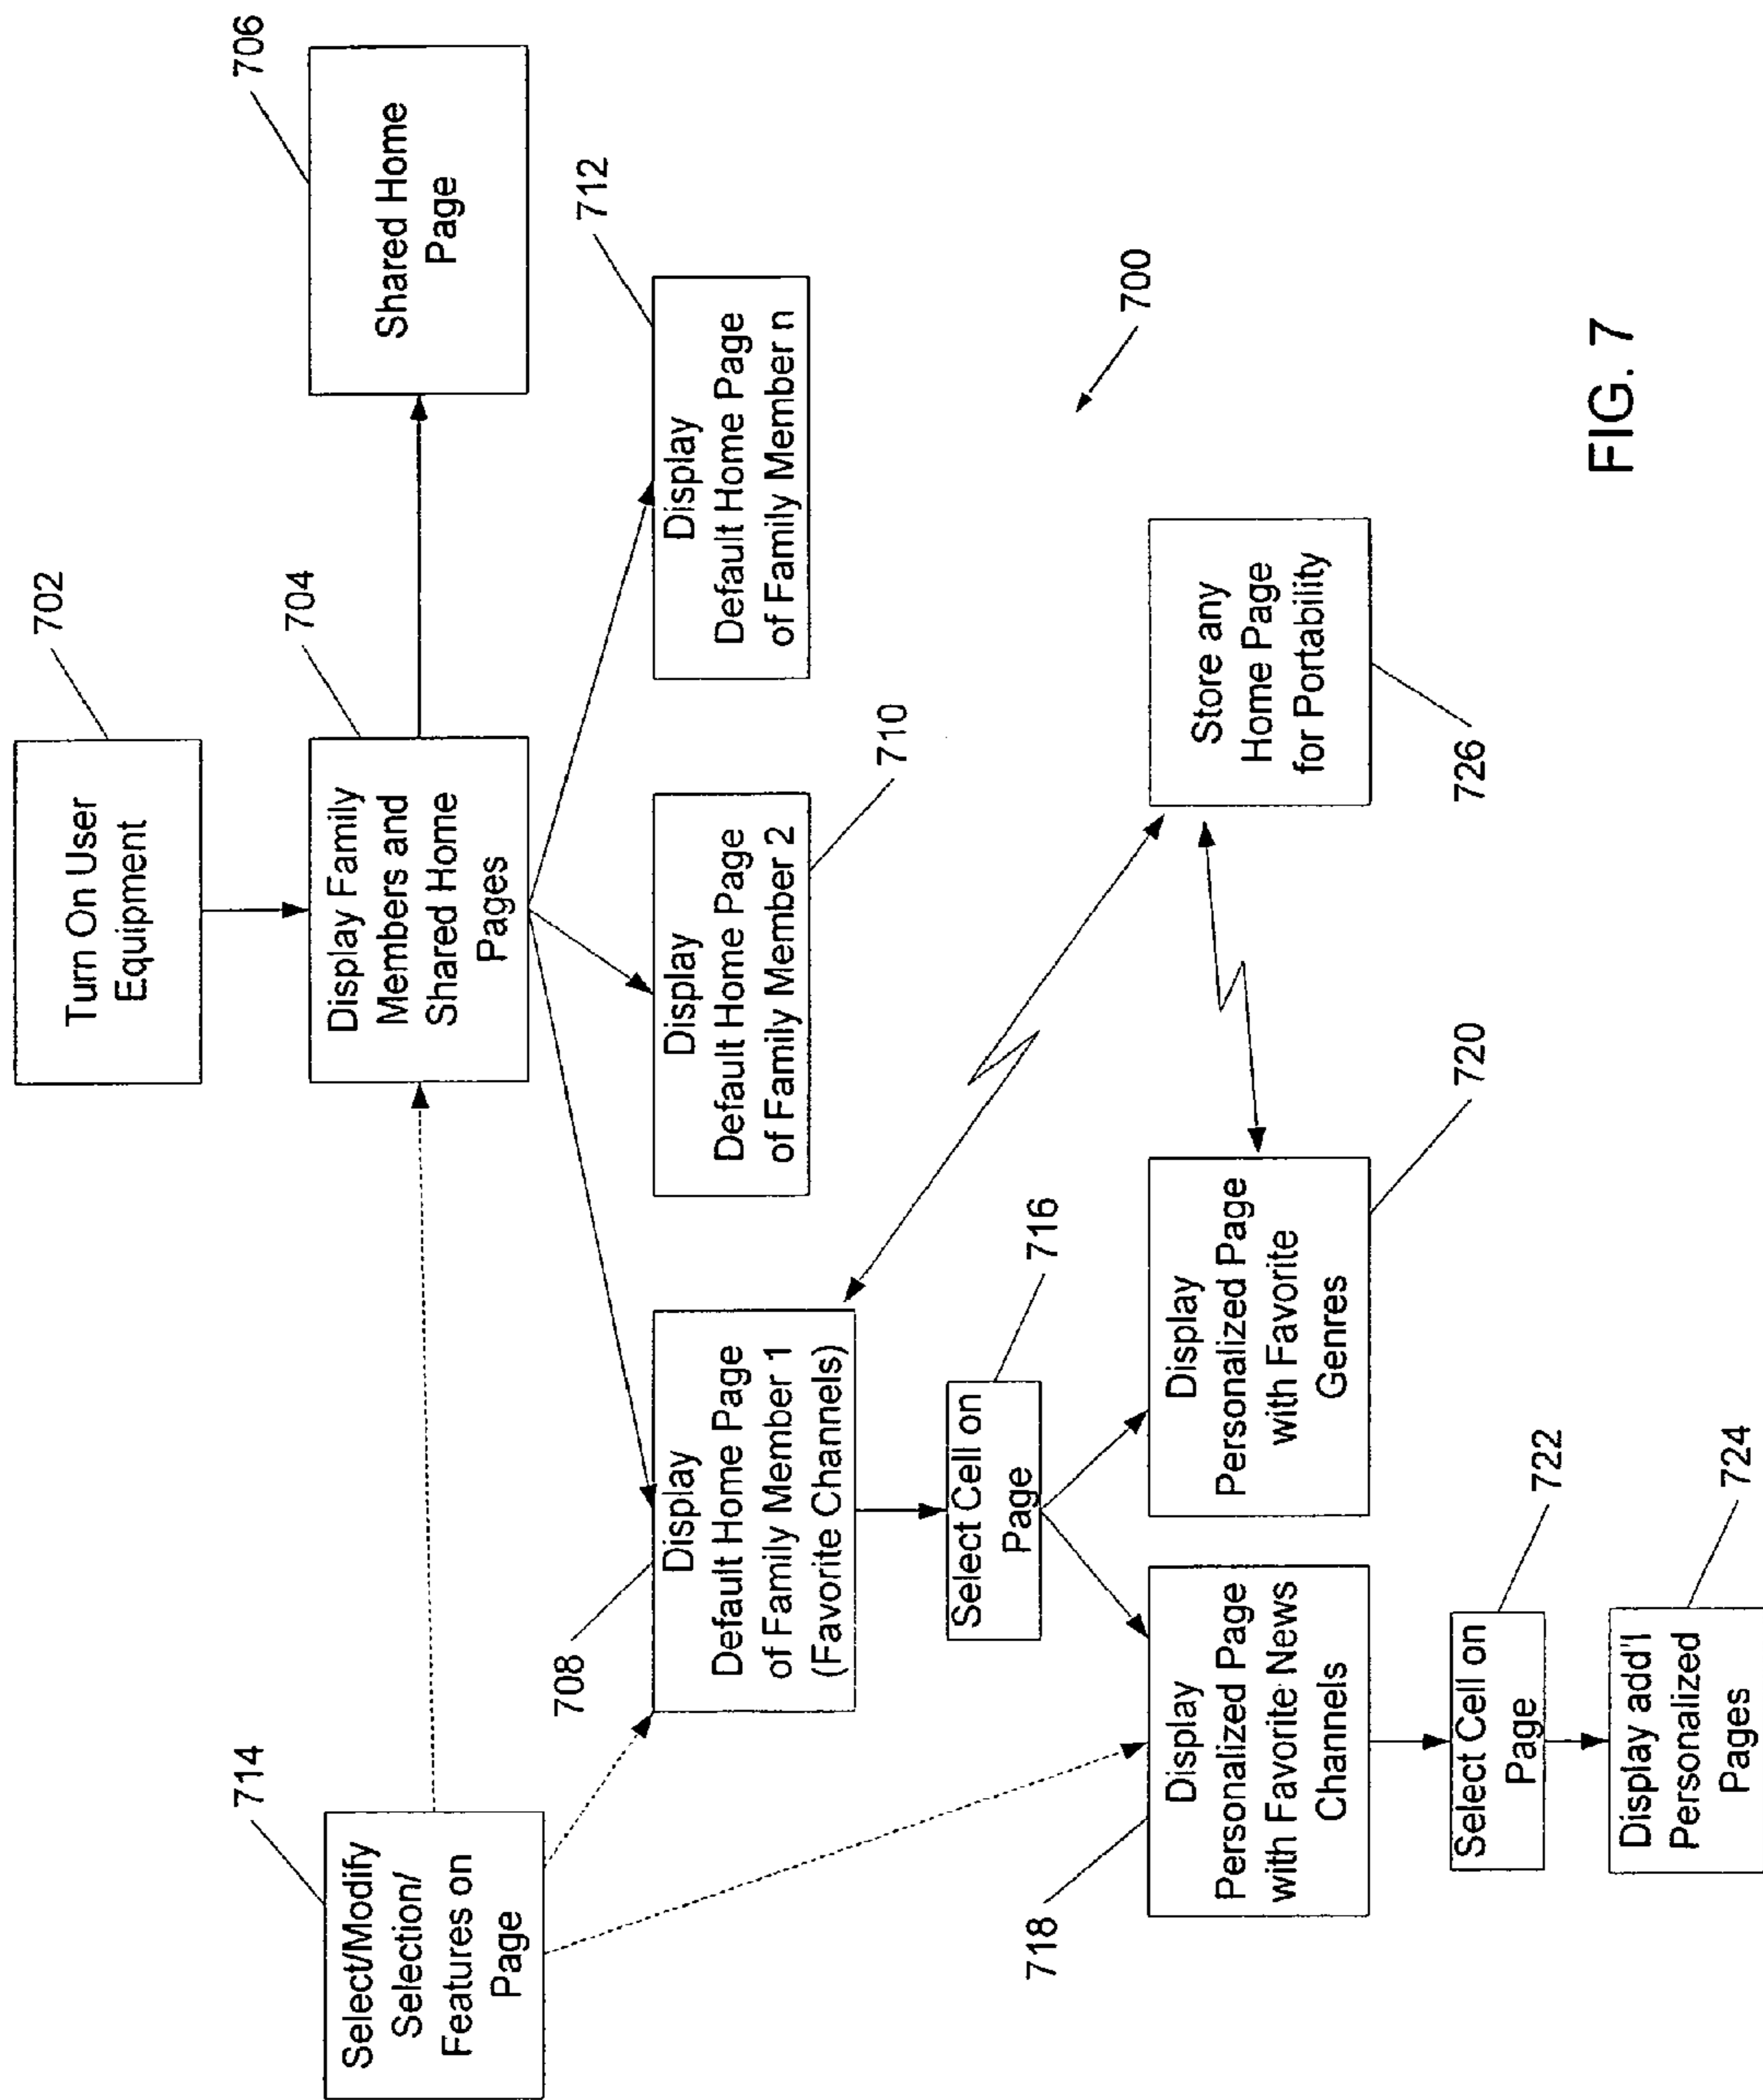 702
Turn On User
Equipment
704
Display Family
Members and
Shared Home
Pages
706
Shared Home
Page
714
Select/Modify
Selection/
Features on
Page
708
Display
Default Home Page
of Family Member 1
(Favorite Channels)
Display
Default Home Page
of Family Member 2
710
712
Display
Default Home Page
of Family Member n
Select Cell on
Page
716
700
718
Display
Personalized Page
with Favorite News
Channels
Display
Personalized Page
with Favorite
Genres
720
Store any
Home Page
for Portability
726
Select Cell on
Page
722
Display add'l
Personalized
Pages
724
FIG. 7